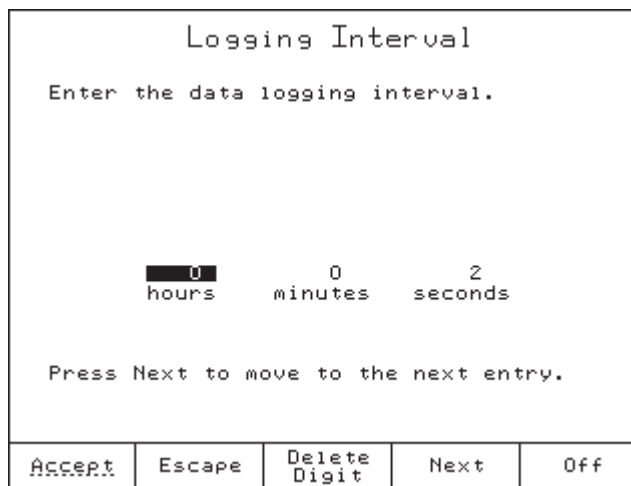 Logging Interval
Enter the data logging interval.
0 0 2
hours minutes seconds
Press Next to move to the next entry.
Accept Escape Delete Digit Next Off